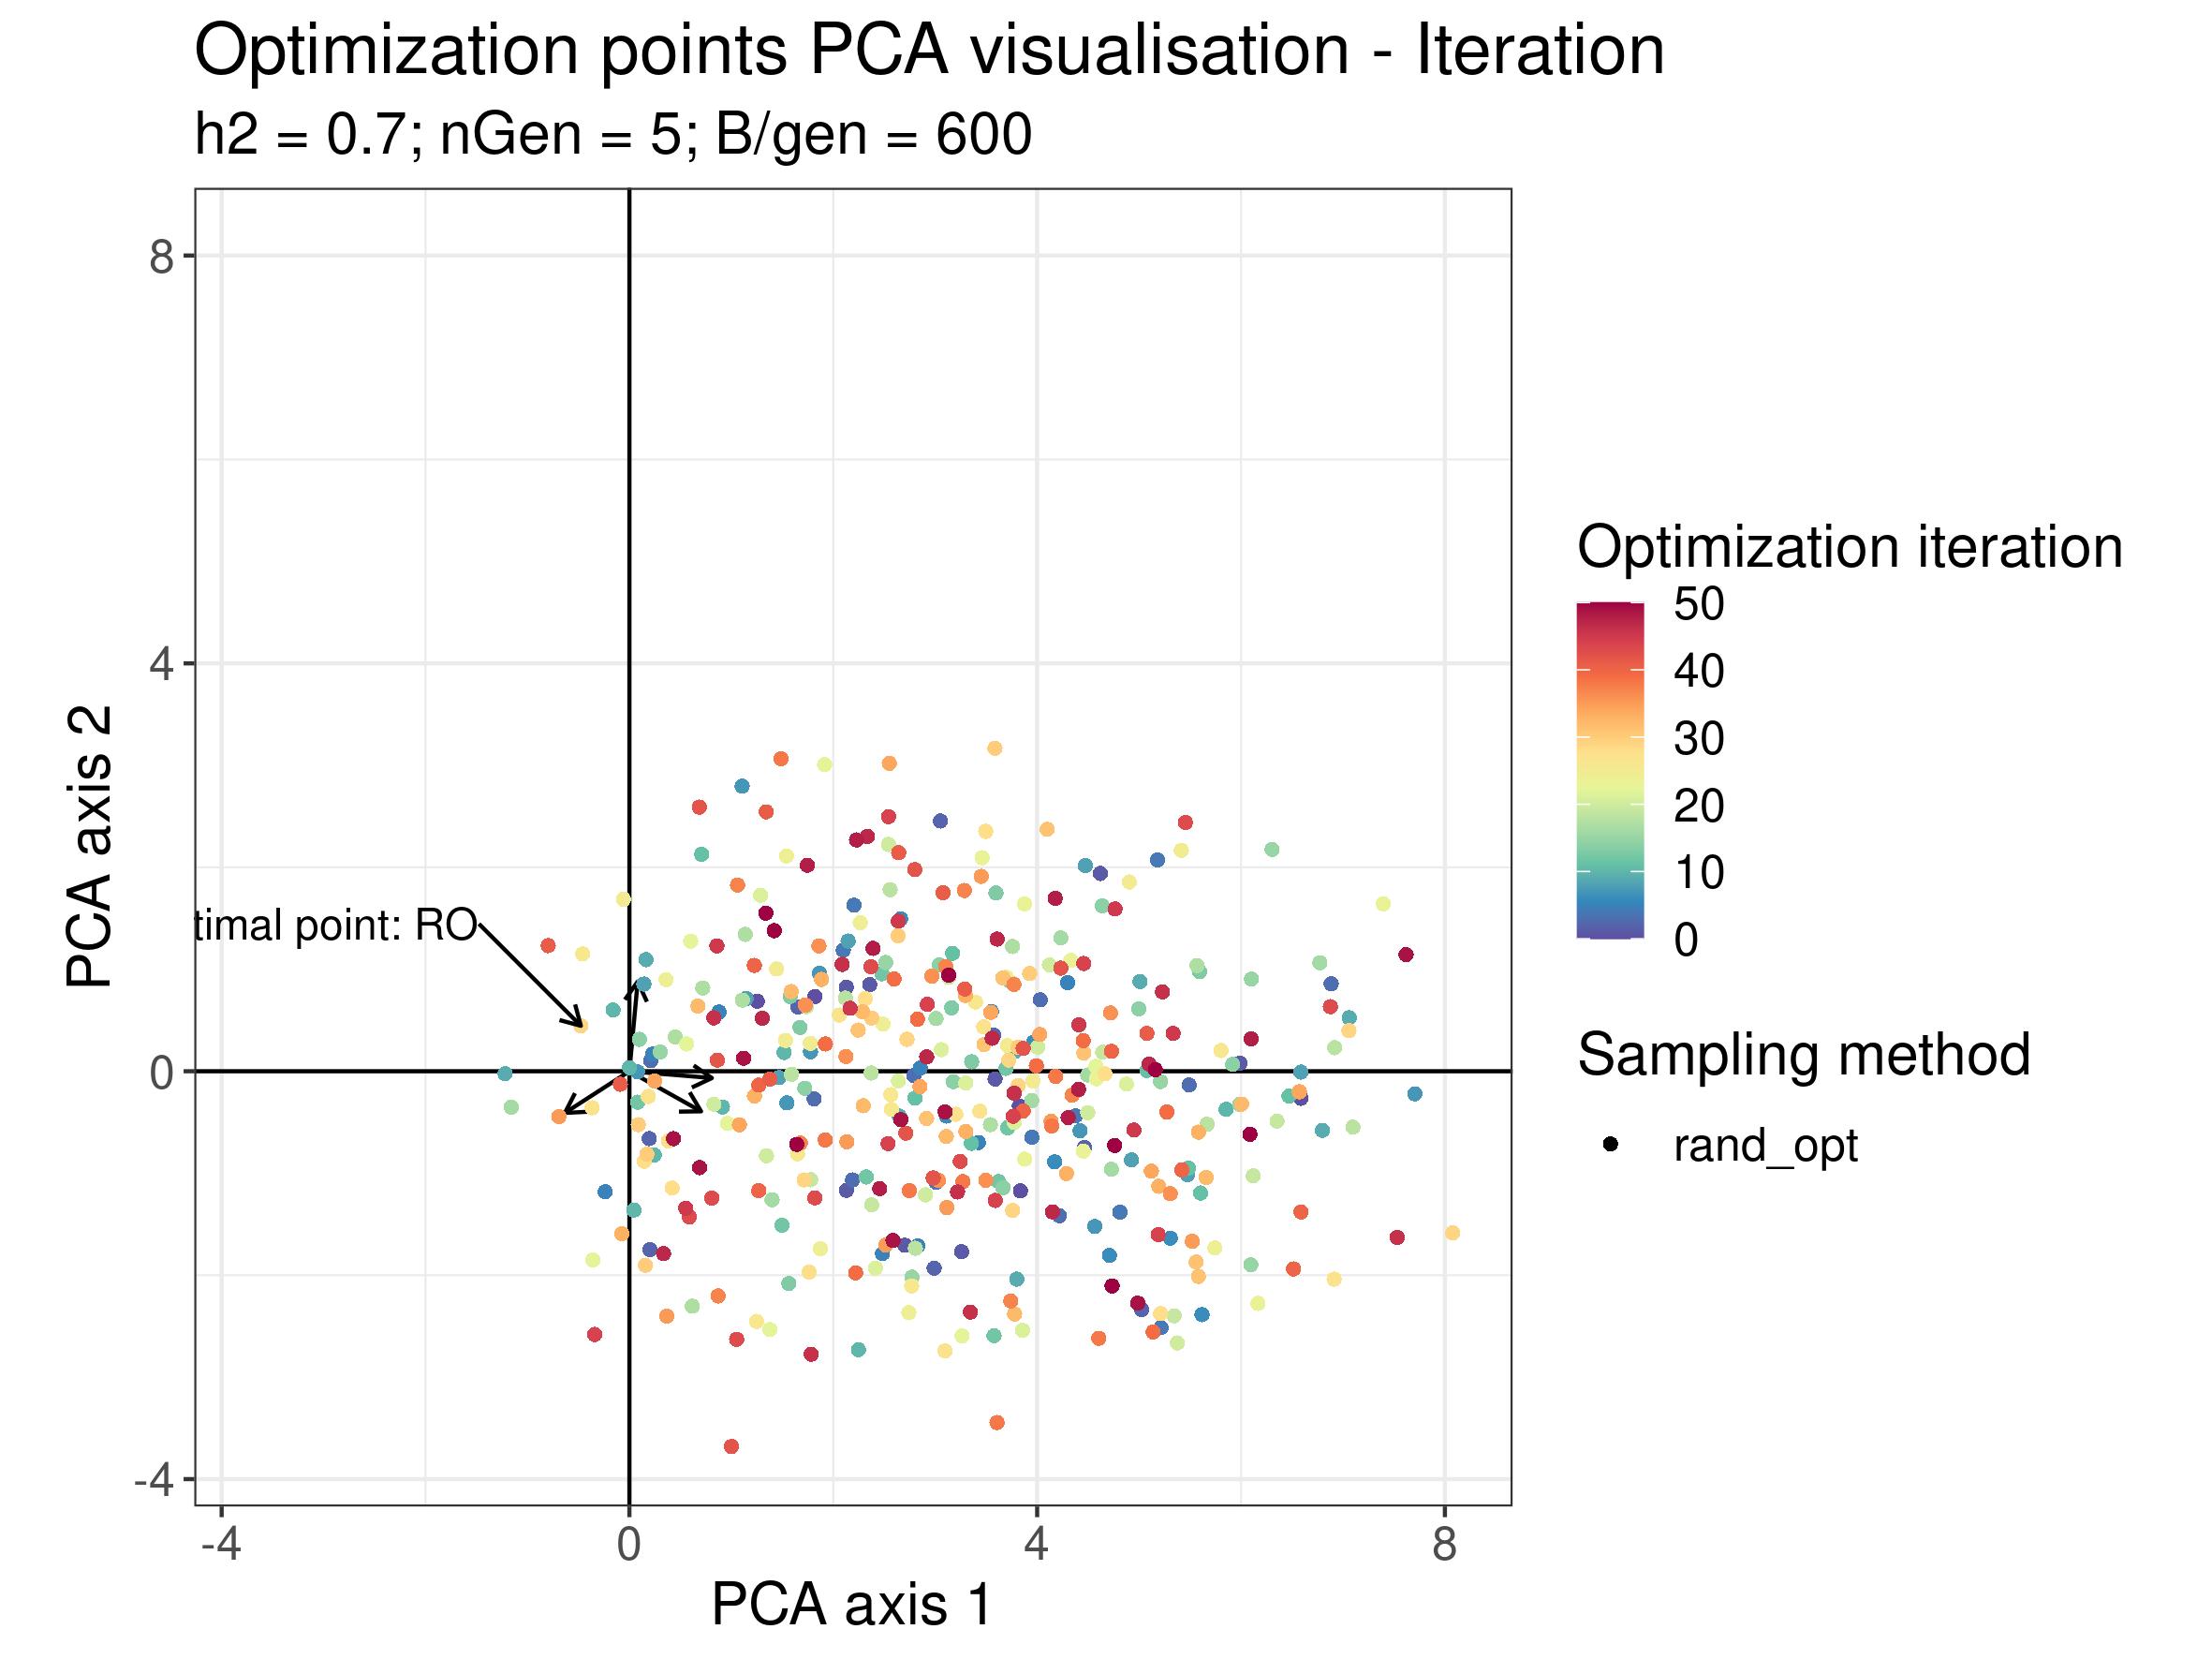 Optimization points PCA visualisation - Iteration
h2 = 0.7; nGen = 5; B/gen = 600
8
4
0
-4
PCA axis 2
timal point: RO
-4
0
4
8
PCA axis 1
Optimization iteration
50
40
30
20
10
0
Sampling method
rand_opt